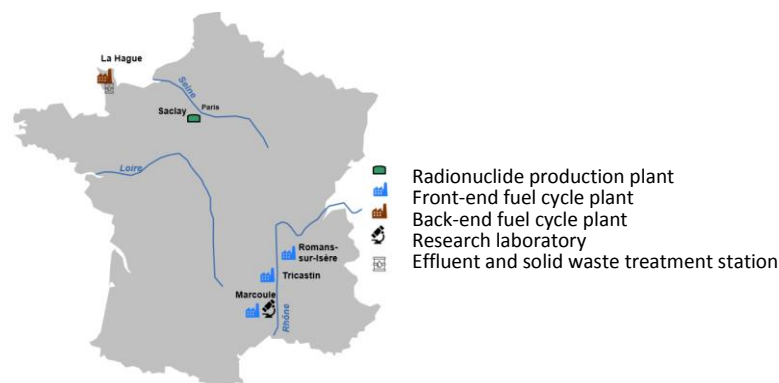 La Hague
Seine
Paris
Saclay
Loire
Romans-
sur-Isère
Tricastin
Marcoule
Rhône
Radionuclide production plant
Front-end fuel cycle plant
Back-end fuel cycle plant
Research laboratory
Effluent and solid waste treatment station